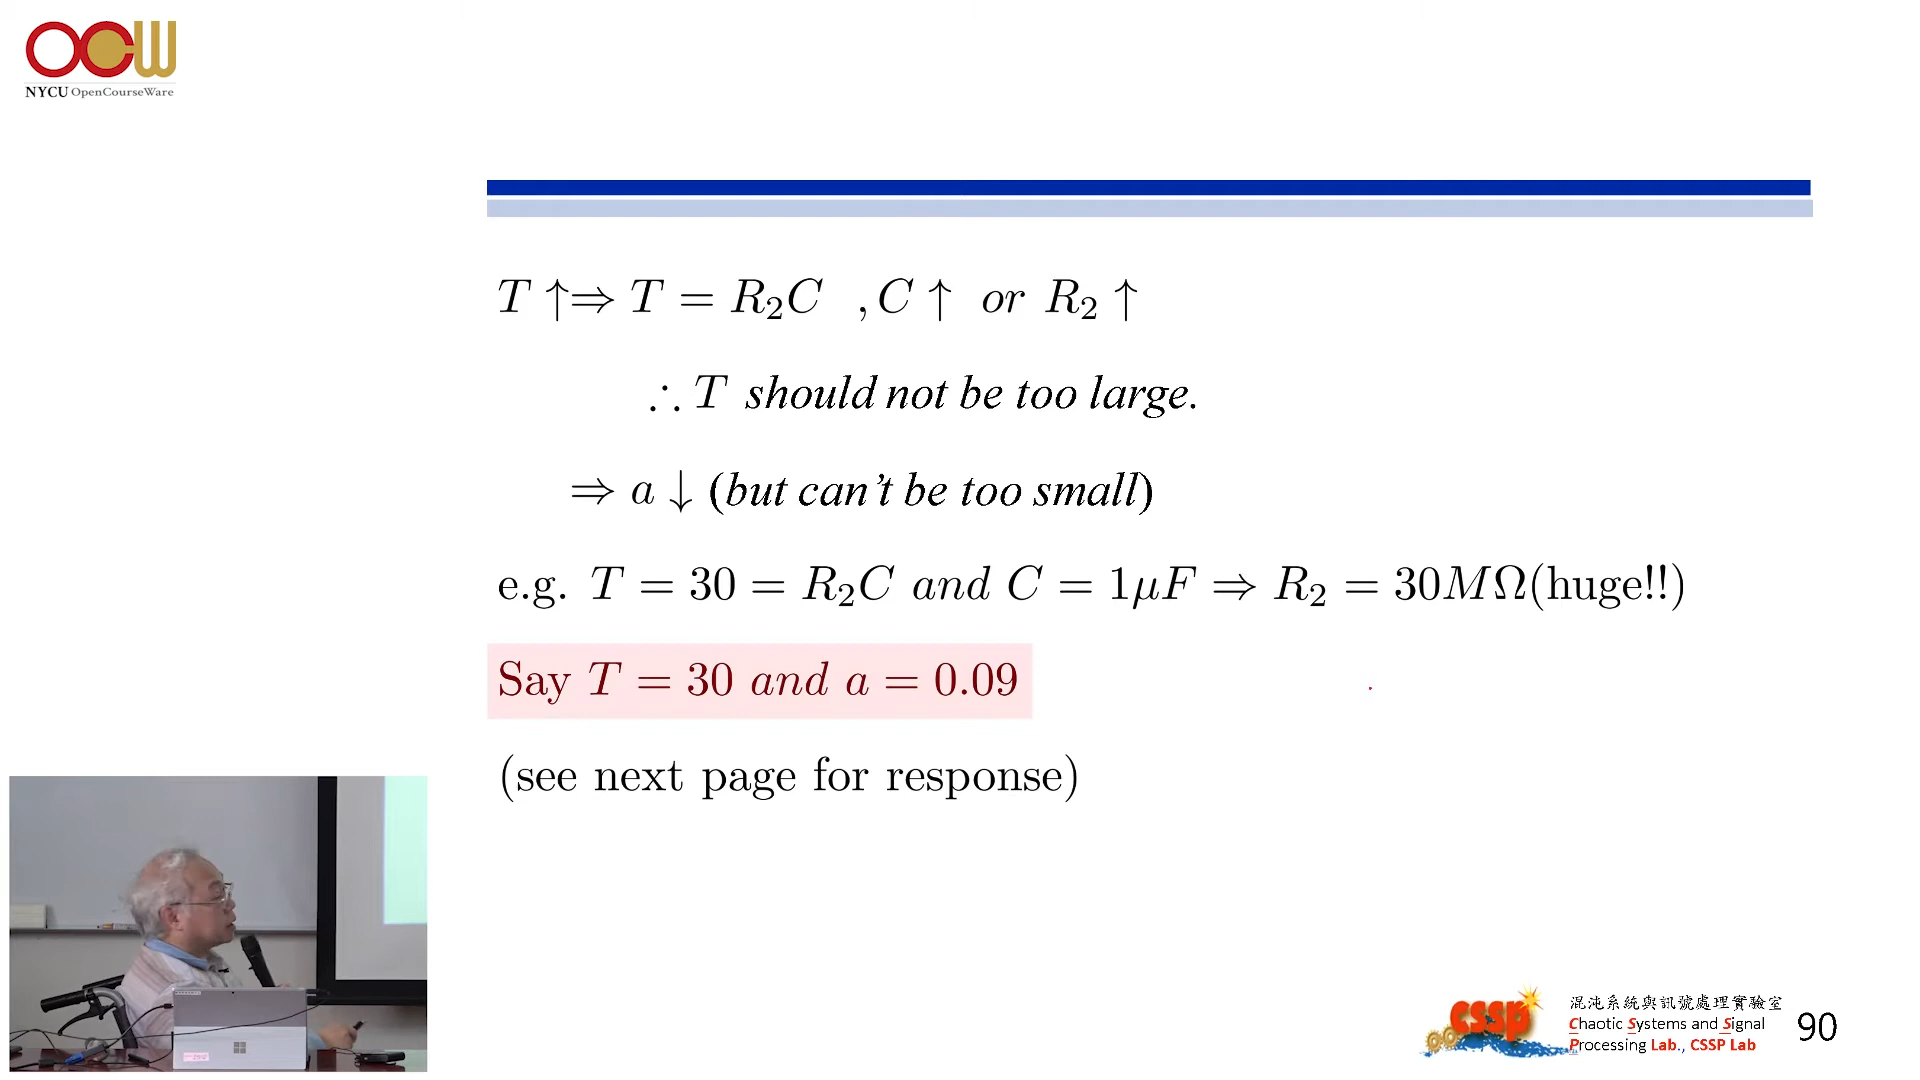 OCW
NYCU OpenCourseWare
T ↑⇒ T = R₂C , C ↑ or R₂ ↑
∴ T should not be too large.
⇒ a ↓ (but can’t be too small)
e.g. T = 30 = R₂C and C = 1μF ⇒ R₂ = 30MΩ(huge!!)
Say T = 30 and a = 0.09
(see next page for response)
cssp
混沌系統與訊號處理實驗室
Chaotic Systems and Signal
Processing Lab., CSSP Lab
90